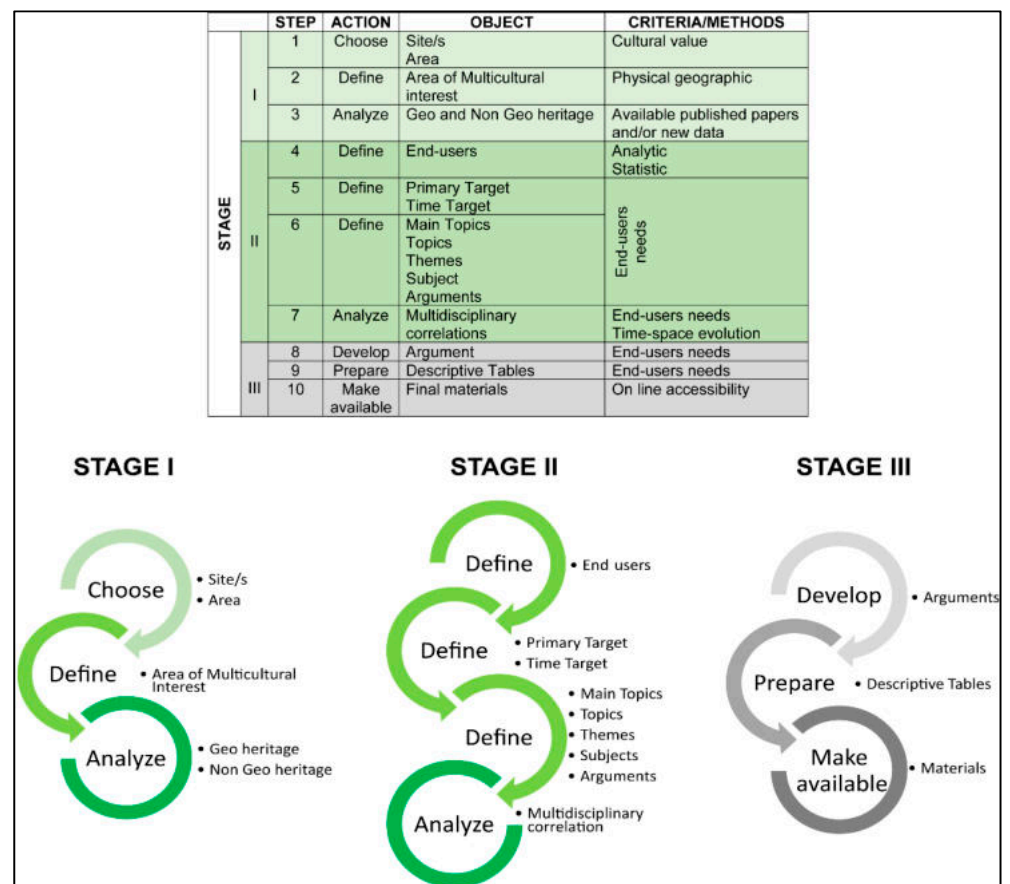 STEP ACTION OBJECT CRITERIA/METHODS
STAGE
I
1 Choose Site/s Cultural value
Area
2 Define Area of Multicultural Physical geographic
interest
3 Analyze Geo and Non Geo heritage Available published papers
and/or new data
II
4 Define End-users Analytic
Statistic
5 Define Primary Target
Time Target
End-users
needs
6 Define Main Topics
Topics
Themes
Subject
Arguments
7 Analyze Multidisciplinary End-users needs
correlations Time-space evolution
III
8 Develop Argument End-users needs
9 Prepare Descriptive Tables End-users needs
10 Make Final materials On line accessibility
available
STAGE I
Choose
• Site/s
• Area
Define
• Area of Multicultural
Interest
Analyze
• Geo heritage
• Non Geo heritage
STAGE II
Define
• End users
Define
• Primary Target
• Time Target
Define
• Main Topics
• Topics
• Themes
• Subjects
• Arguments
Analyze
• Multidisciplinary
correlation
STAGE III
Develop
• Arguments
Prepare
• Descriptive Tables
Make
available
• Materials